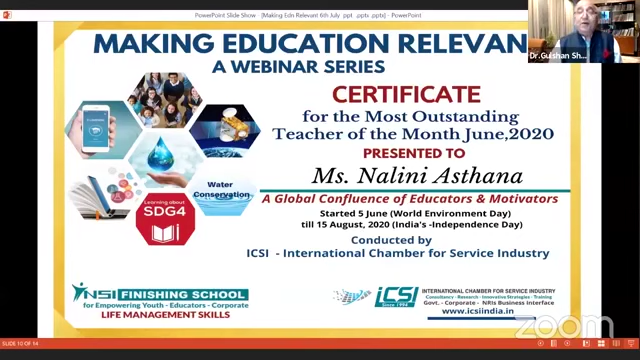 PowerPoint Slide Show - [Making Edn Relevant 6th July .ppt .pptx [.pptx] - PowerPoint
MAKING EDUCATION RELEVAN
A WEBINAR SERIES
Dr.Gulshan Sh...
CERTIFICATE
for the Most Outstanding
Teacher of the Month June,2020
PRESENTED TO
Ms. Nalini Asthana
A Global Confluence of Educators & Motivators
Started 5 June (World Environment Day)
till 15 August, 2020 (India's -Independence Day)
Conducted by
ICSI - International Chamber for Service Industry
Water
Conservation
Learning about
SDG4
NSI FINISHING SCHOOL
for Empowering Youth - Educators - Corporate
LIFE MANAGEMENT SKILLS
iCSI
Since 1994
INTERNATIONAL CHAMBER FOR SERVICE INDUSTRY
Consultancy - Research - Innovative Strategies - Training
Govt. - Corporate - NRIs Business Interface
www.icsiindia.in
zoom
SLIDE 10 OF 14